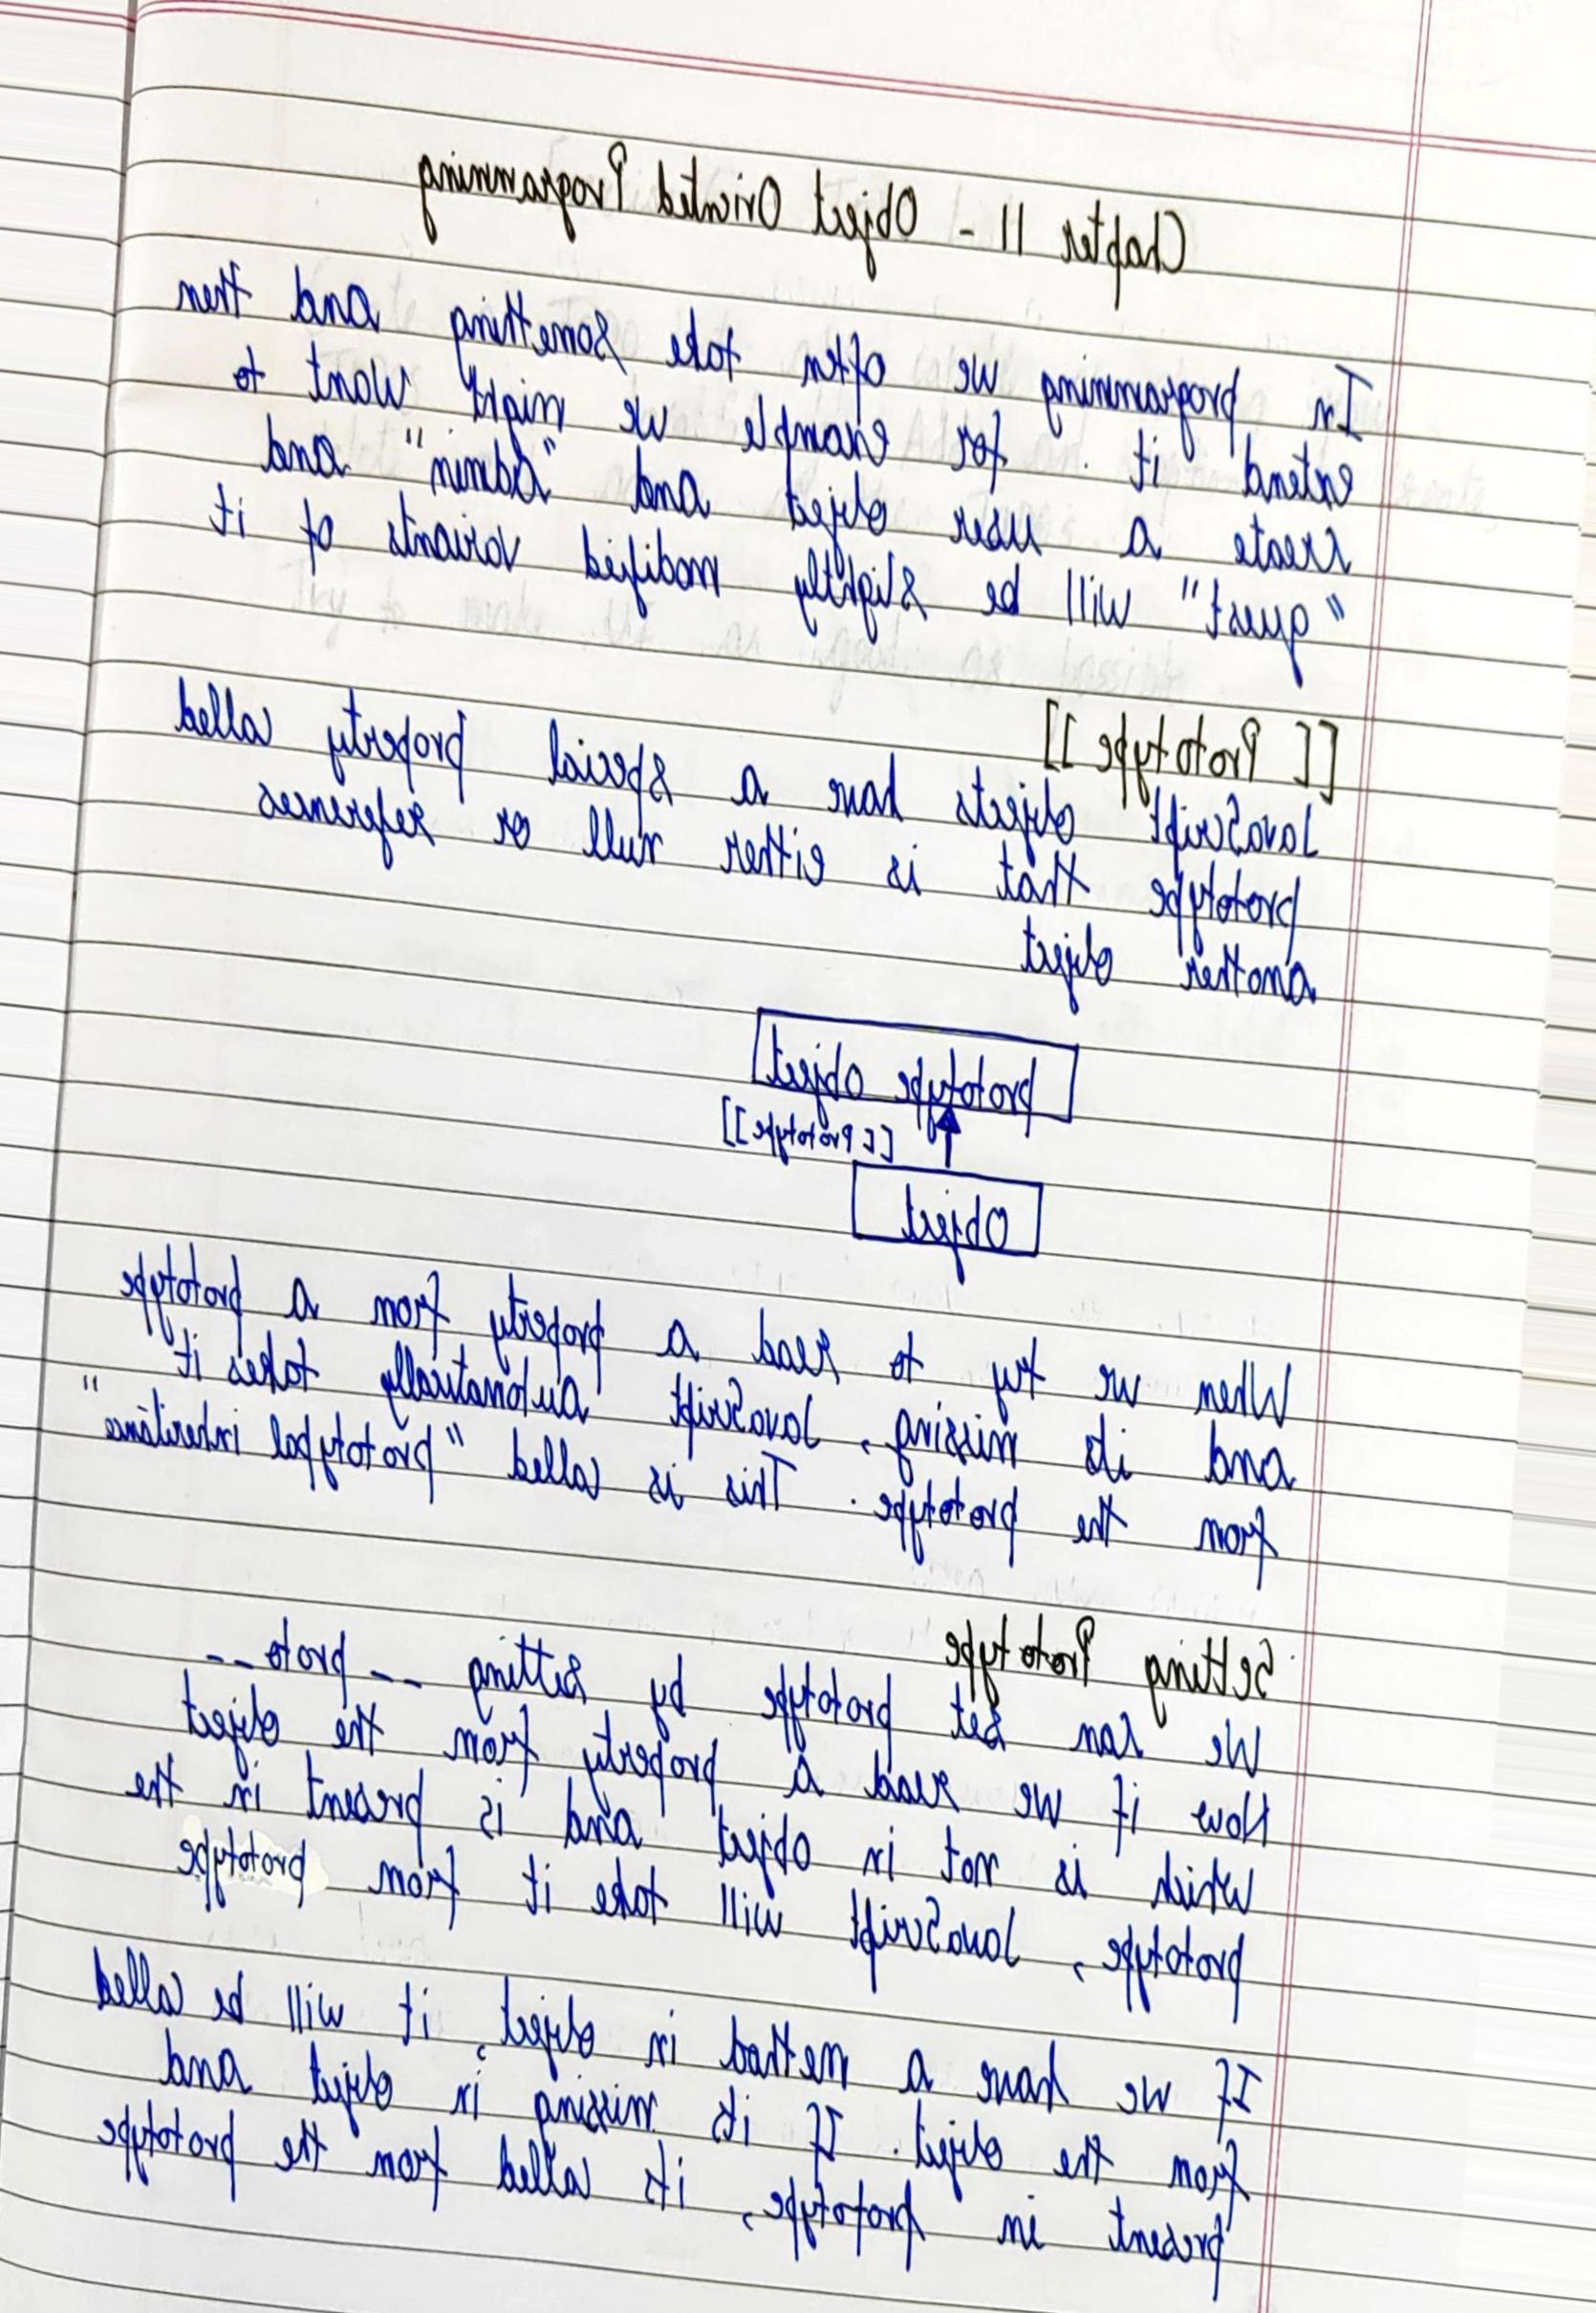 Chapter 11 - Object Oriented Programming
In programming we often take something and then
extend it. for example we might want to
create a user object and "admin" and
"guest" will be slightly modified variants of it
[[ Prototype ]]
JavaScript objects have a special property called
prototype that is either null or references
another object
prototype object
[[Prototype]]
Object
When we try to read a property from a prototype
and its missing, JavaScript automatically takes it
from the prototype. This is called "prototypal inheritance"
Setting Prototype
We can set prototype by setting __proto__
Now if we read a property from the object
which is not in object and is present in the
prototype, JavaScript will take it from prototype
If we have a method in object, it will be called
from the object. If its missing in object and
present in prototype, its called from the prototype